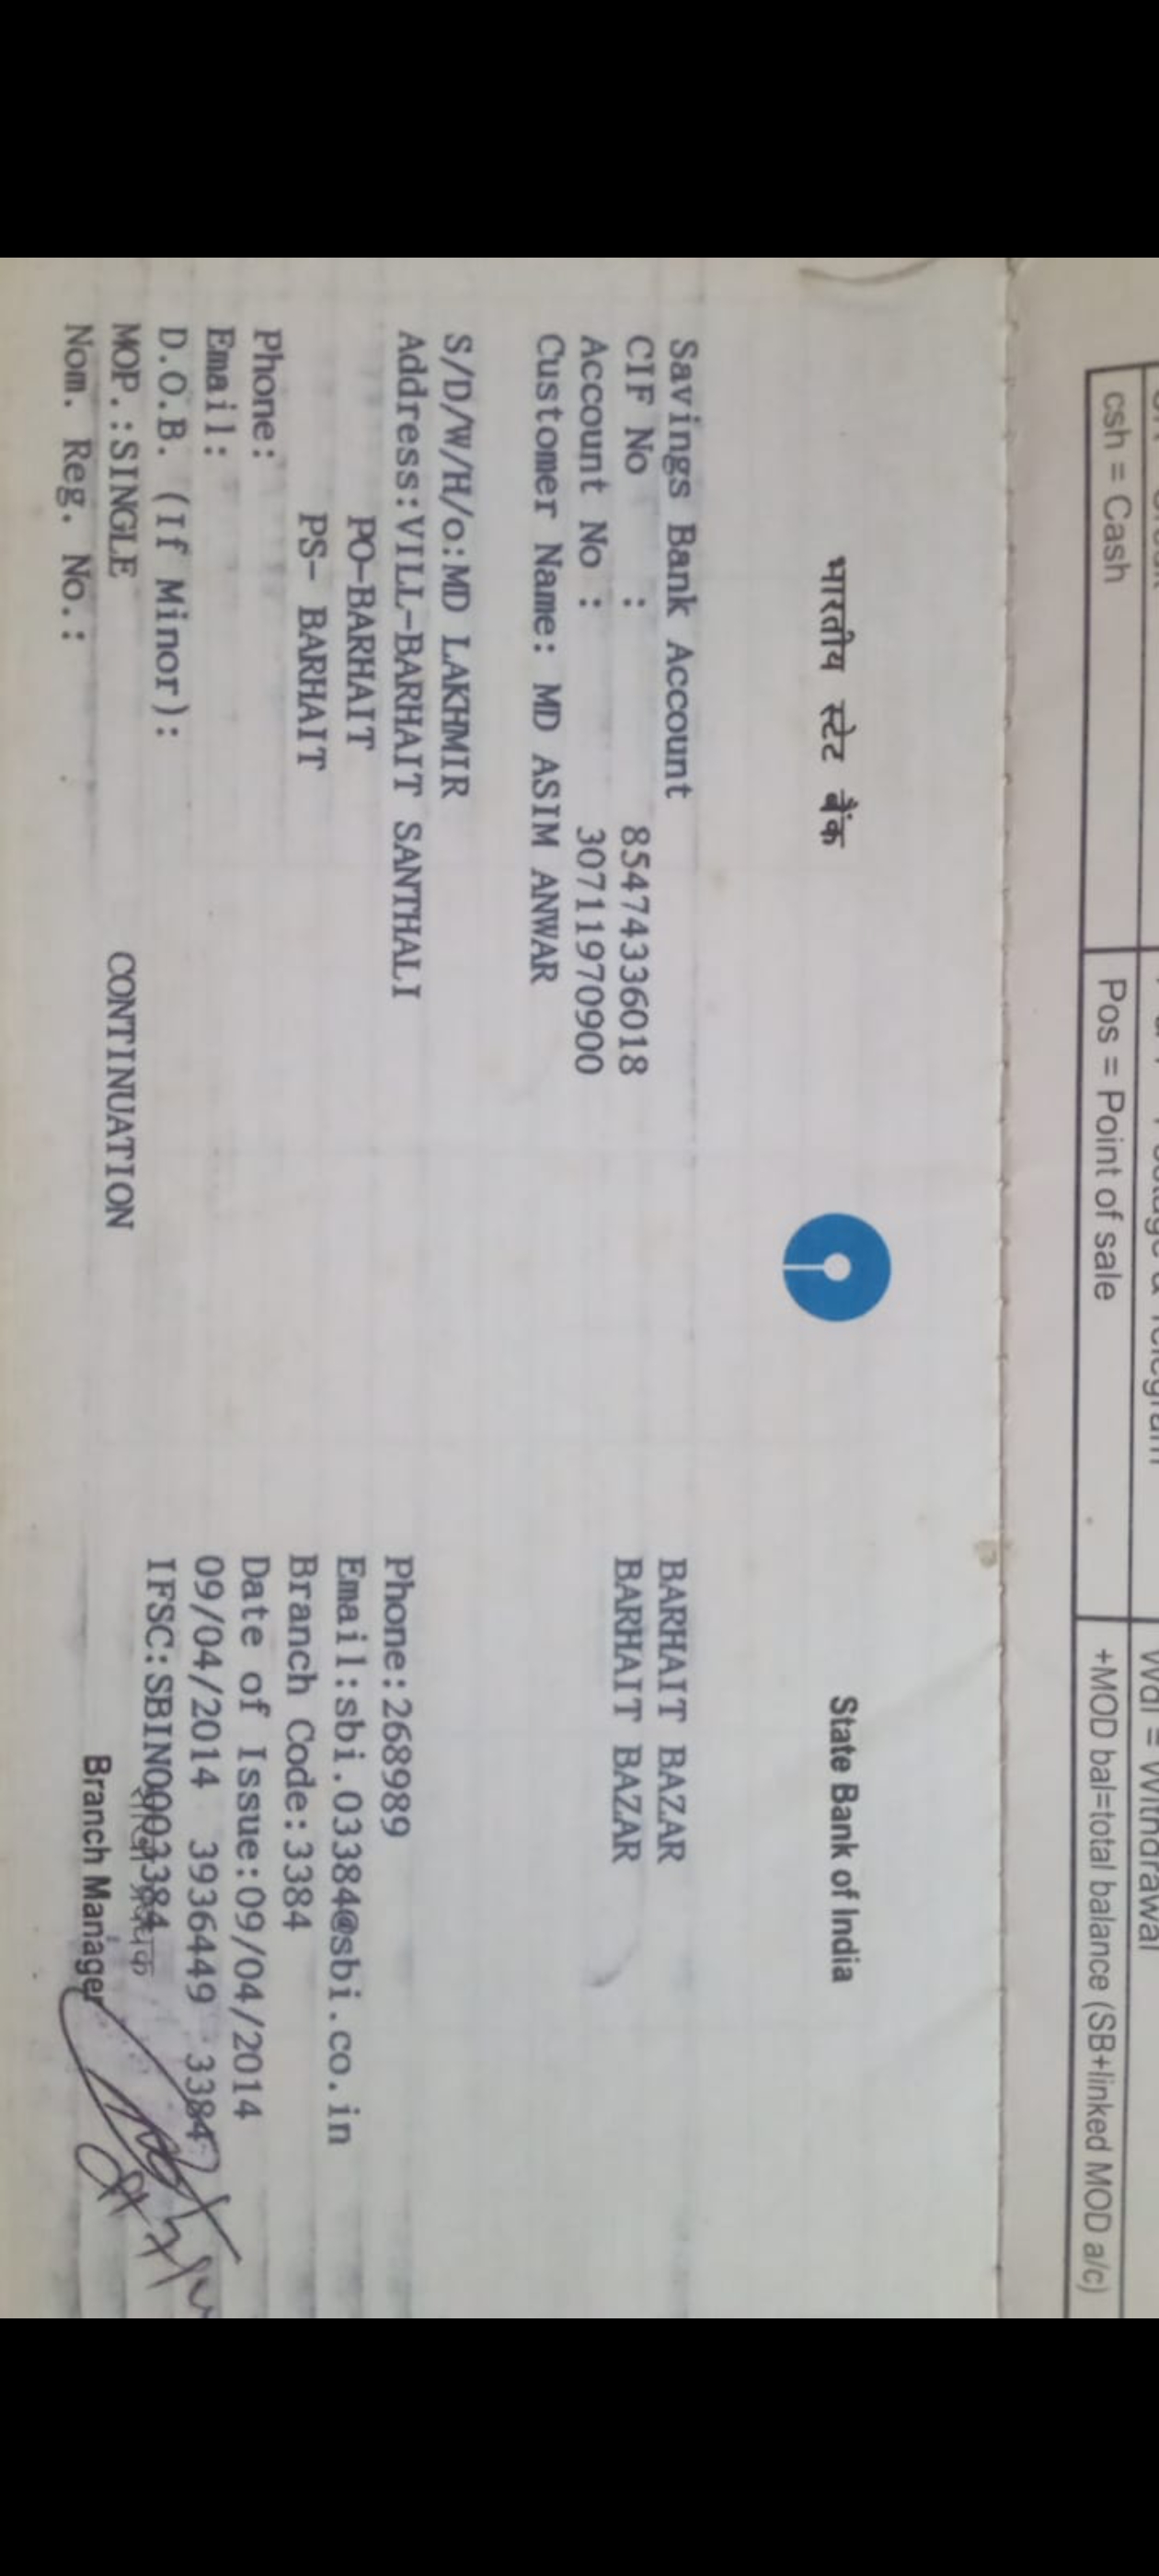 csh = Cash
Pos = Point of sale
+MOD bal=total balance (SB+linked MOD a/c)
Wdl = Withdrawal
भारतीय स्टेट बैंक
State Bank of India
Savings Bank Account
BARHAIT BAZAR
CIF No : 85474336018
BARHAIT BAZAR
Account No : 30711970900
Customer Name: MD ASIM ANWAR
S/D/W/H/o:MD LAKHMIR
Address:VILL-BARHAIT SANTHALI
PO-BARHAIT
PS- BARHAIT
Phone:
Email:
D.O.B. (If Minor):
MOP.:SINGLE
CONTINUATION
Nom. Reg. No.:
Phone:268989
Email:sbi.03384@sbi.co.in
Branch Code:3384
Date of Issue:09/04/2014
09/04/2014 3936449 3384
IFSC:SBIN0003384
Branch Manager